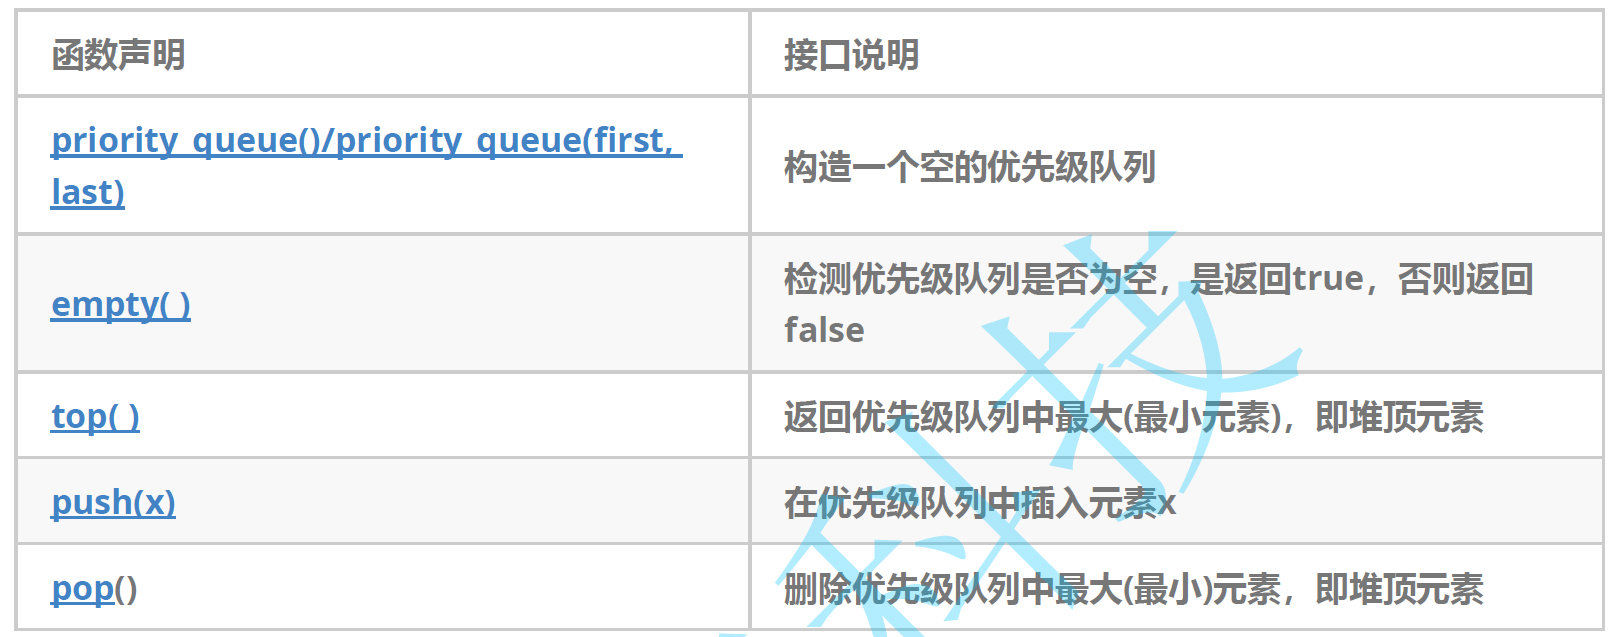 函数声明
接口说明
priority_queue()/priority_queue(first,
last)
构造一个空的优先级队列
empty( )
检测优先级队列是否为空，是返回true，否则返回
false
top( )
返回优先级队列中最大(最小元素)，即堆顶元素
push(x)
在优先级队列中插入元素x
pop()
删除优先级队列中最大(最小)元素，即堆顶元素
科技